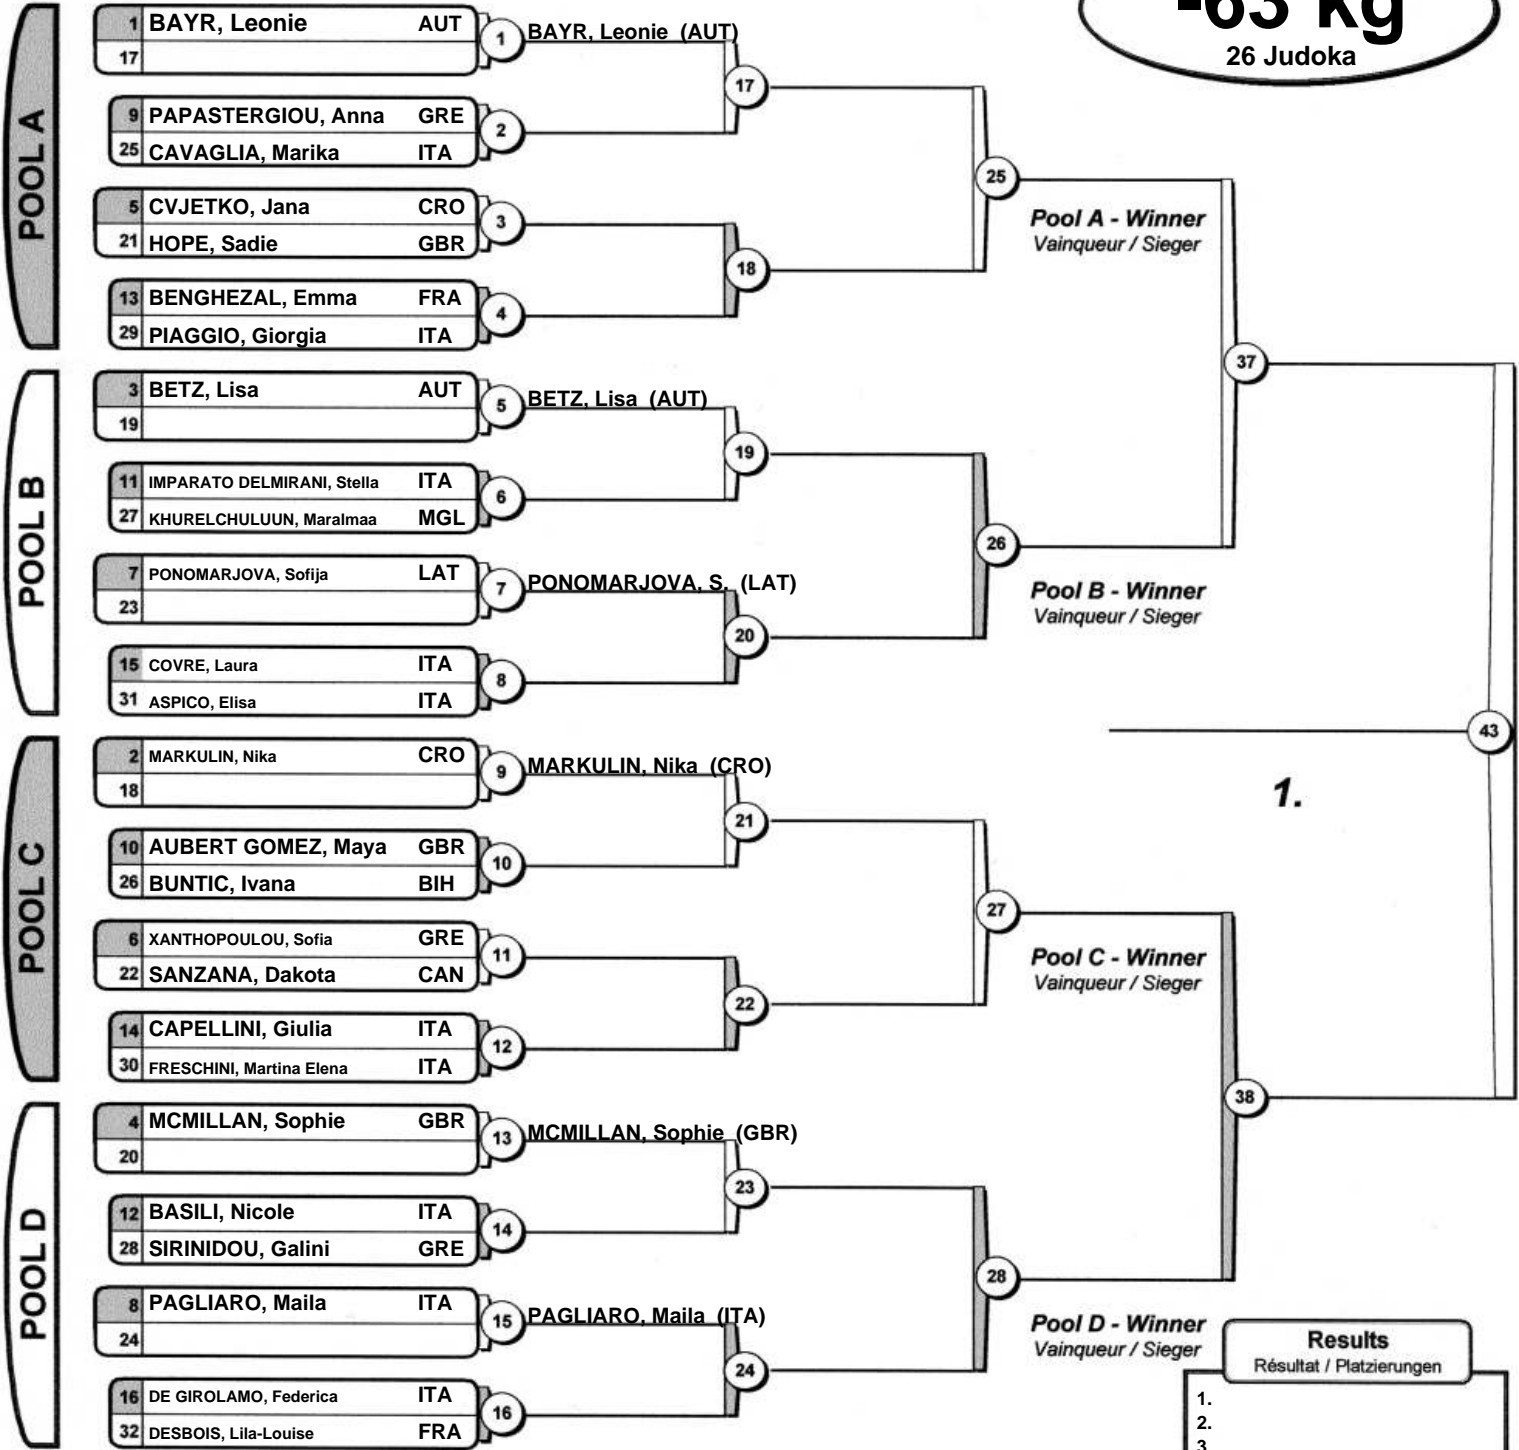 -63 kg
26 Judoka
POOL A
1 BAYR, Leonie AUT
17
1 BAYR, Leonie (AUT)
9 PAPASTERGIOU, Anna GRE
25 CAVAGLIA, Marika ITA
2
17
5 CVJETKO, Jana CRO
21 HOPE, Sadie GBR
3
13 BENGHEZAL, Emma FRA
29 PIAGGIO, Giorgia ITA
4
18
25
Pool A - Winner
Vainqueur / Sieger
POOL B
3 BETZ, Lisa AUT
19
5 BETZ, Lisa (AUT)
11 IMPARATO DELMIRANI, Stella ITA
27 KHURELCHULUUN, Maralmaa MGL
6
19
7 PONOMARJOVA, Sofija LAT
23
7 PONOMARJOVA, S. (LAT)
15 COVRE, Laura ITA
31 ASPICO, Elisa ITA
8
20
26
Pool B - Winner
Vainqueur / Sieger
37
POOL C
2 MARKULIN, Nika CRO
18
9 MARKULIN, Nika (CRO)
10 AUBERT GOMEZ, Maya GBR
26 BUNTIC, Ivana BIH
10
21
6 XANTHOPOULOU, Sofia GRE
22 SANZANA, Dakota CAN
11
14 CAPELLINI, Giulia ITA
30 FRESCHINI, Martina Elena ITA
12
22
27
Pool C - Winner
Vainqueur / Sieger
POOL D
4 MCMILLAN, Sophie GBR
20
13 MCMILLAN, Sophie (GBR)
12 BASILI, Nicole ITA
28 SIRINIDOU, Galini GRE
14
23
8 PAGLIARO, Maila ITA
24
15 PAGLIARO, Maila (ITA)
16 DE GIROLAMO, Federica ITA
32 DESBOIS, Lila-Louise FRA
16
24
28
Pool D - Winner
Vainqueur / Sieger
38
43
1.
Results
Résultat / Platzierungen
1.
2.
3.